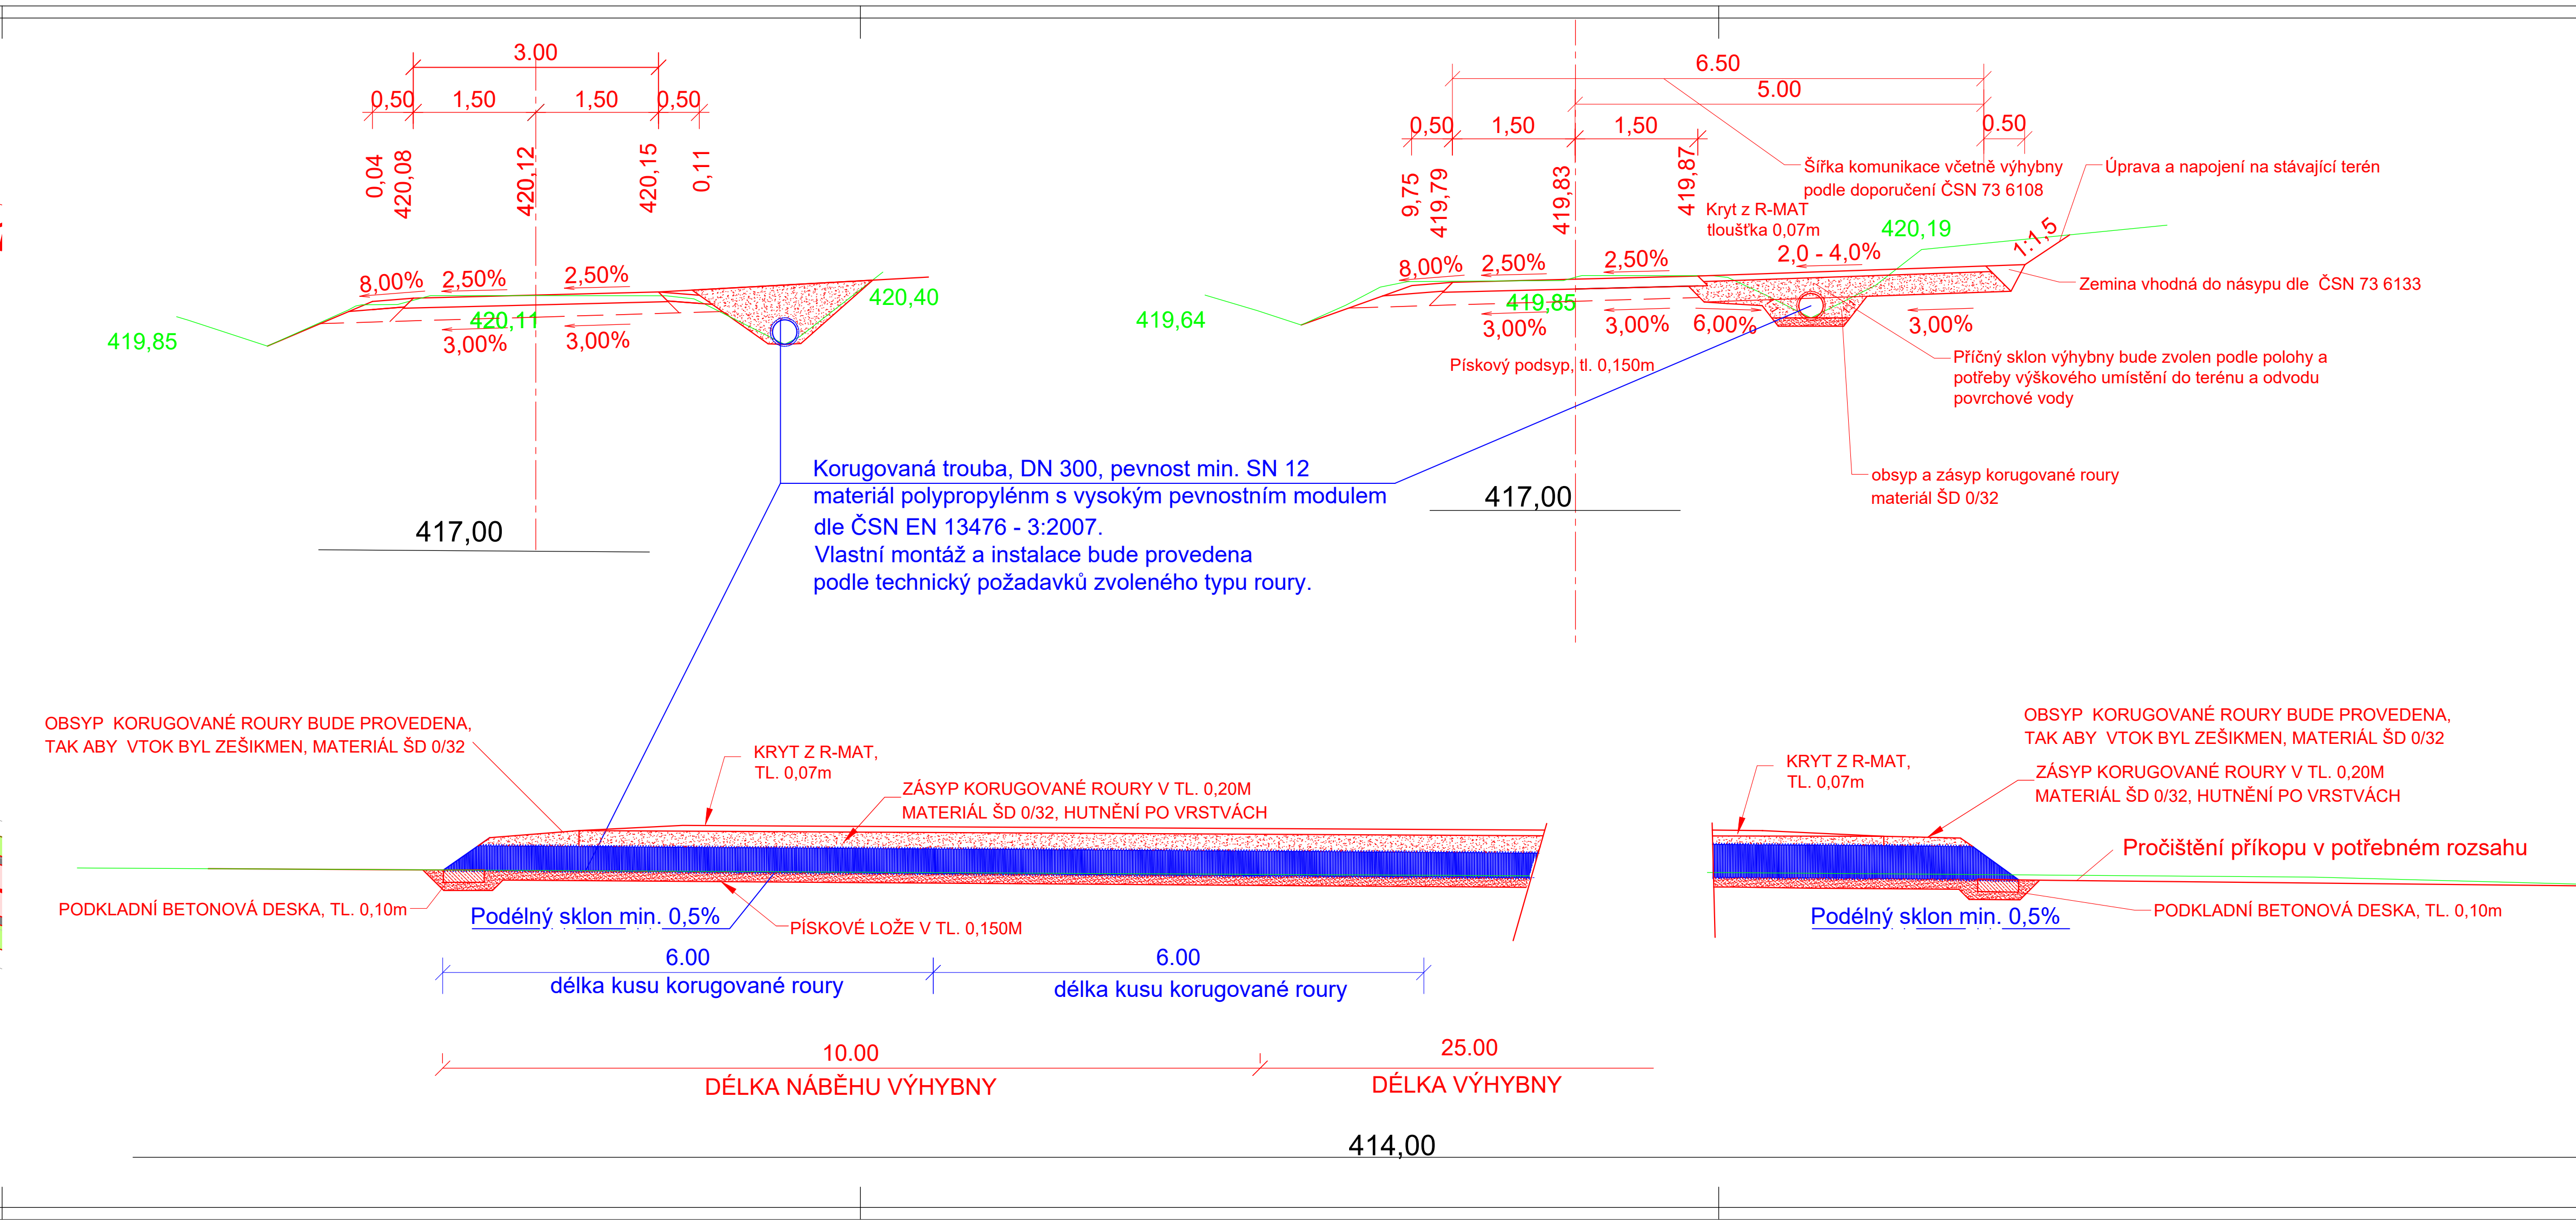 3.00
0,50 1,50 1,50 0,50
0,04
420,08
420,12
420,15
0,11
8,00% 2,50% 2,50%
420,40
420,11
419,85
3,00% 3,00%
417,00
6.50
5.00
0,50 1,50 1,50 0.50
9,75
419,79
419,83
419,87
Šířka komunikace včetně výhybny
podle doporučení ČSN 73 6108
Úprava a napojení na stávající terén
Kryt z R-MAT
tloušťka 0,07m
420,19
1:1,5
2,0 - 4,0%
8,00% 2,50% 2,50%
Zemina vhodná do násypu dle ČSN 73 6133
419,85
419,64
3,00% 3,00% 6,00% 3,00%
Pískový podsyp, tl. 0,150m
Příčný sklon výhybny bude zvolen podle polohy a
potřeby výškového umístění do terénu a odvodu
povrchové vody
obsyp a zásyp korugované roury
materiál ŠD 0/32
417,00
Korugovaná trouba, DN 300, pevnost min. SN 12
materiál polypropylénm s vysokým pevnostním modulem
dle ČSN EN 13476 - 3:2007.
Vlastní montáž a instalace bude provedena
podle technický požadavků zvoleného typu roury.
OBSYP KORUGOVANÉ ROURY BUDE PROVEDENA,
TAK ABY VTOK BYL ZEŠIKMEN, MATERIÁL ŠD 0/32
KRYT Z R-MAT,
TL. 0,07m
ZÁSYP KORUGOVANÉ ROURY V TL. 0,20M
MATERIÁL ŠD 0/32, HUTNĚNÍ PO VRSTVÁCH
PODKLADNÍ BETONOVÁ DESKA, TL. 0,10m
Podélný sklon min. 0,5%
PÍSKOVÉ LOŽE V TL. 0,150M
OBSYP KORUGOVANÉ ROURY BUDE PROVEDENA,
TAK ABY VTOK BYL ZEŠIKMEN, MATERIÁL ŠD 0/32
KRYT Z R-MAT,
TL. 0,07m
ZÁSYP KORUGOVANÉ ROURY V TL. 0,20M
MATERIÁL ŠD 0/32, HUTNĚNÍ PO VRSTVÁCH
Pročištění příkopu v potřebném rozsahu
Podélný sklon min. 0,5%
PODKLADNÍ BETONOVÁ DESKA, TL. 0,10m
6.00 6.00
délka kusu korugované roury
délka kusu korugované roury
10.00 25.00
DÉLKA NÁBĚHU VÝHYBNY
DÉLKA VÝHYBNY
414,00